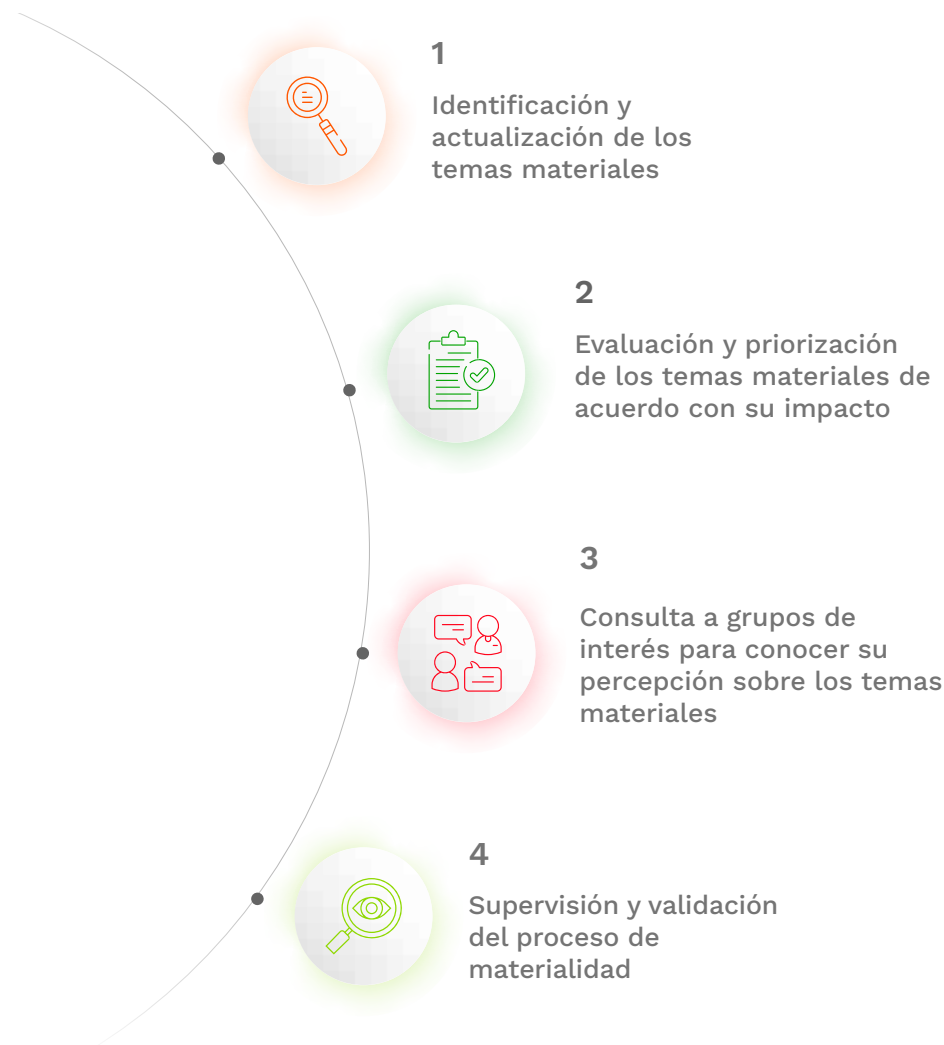 1
Identificación y
actualización de los
temas materiales
2
Evaluación y priorización
de los temas materiales de
acuerdo con su impacto
3
Consulta a grupos de
interés para conocer su
percepción sobre los temas
materiales
4
Supervisión y validación
del proceso de
materialidad